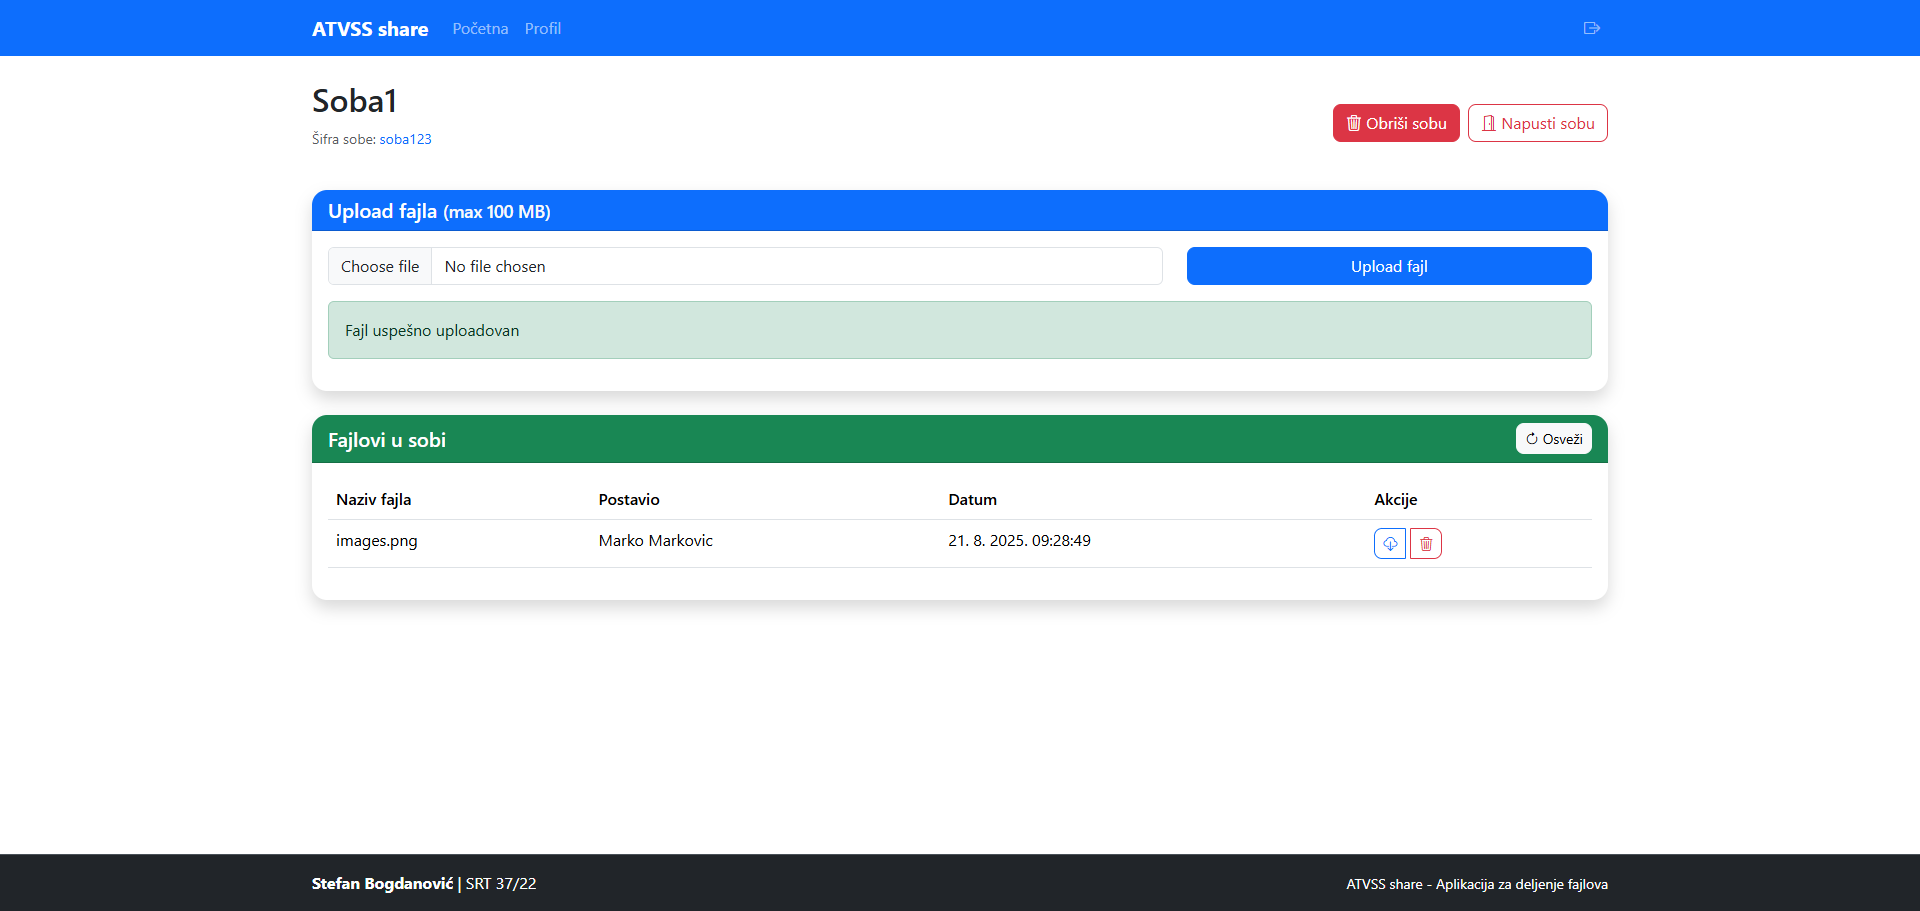 ATVSS share Početna Profil
Soba1
Šifra sobe: soba123
Obriši sobu Napusti sobu
Upload fajla (max 100 MB)
Choose file No file chosen Upload fajl
Fajl uspešno uploadovan
Fajlovi u sobi Osveži
Naziv fajla Postavio Datum Akcije
images.png Marko Markovic 21. 8. 2025. 09:28:49
Stefan Bogdanović | SRT 37/22 ATVSS share - Aplikacija za deljenje fajlova